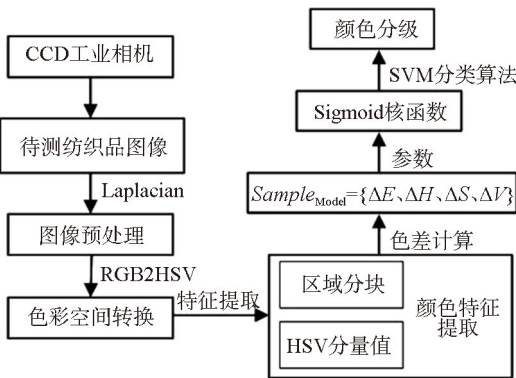 CCD工业相机
待测纺织品图像
Laplacian
图像预处理
RGB2HSV
色彩空间转换
特征提取
区域分块
HSV分量值
颜色特征
提取
色差计算
SampleModel={ΔE、ΔH、ΔS、ΔV}
参数
Sigmoid核函数
SVM分类算法
颜色分级